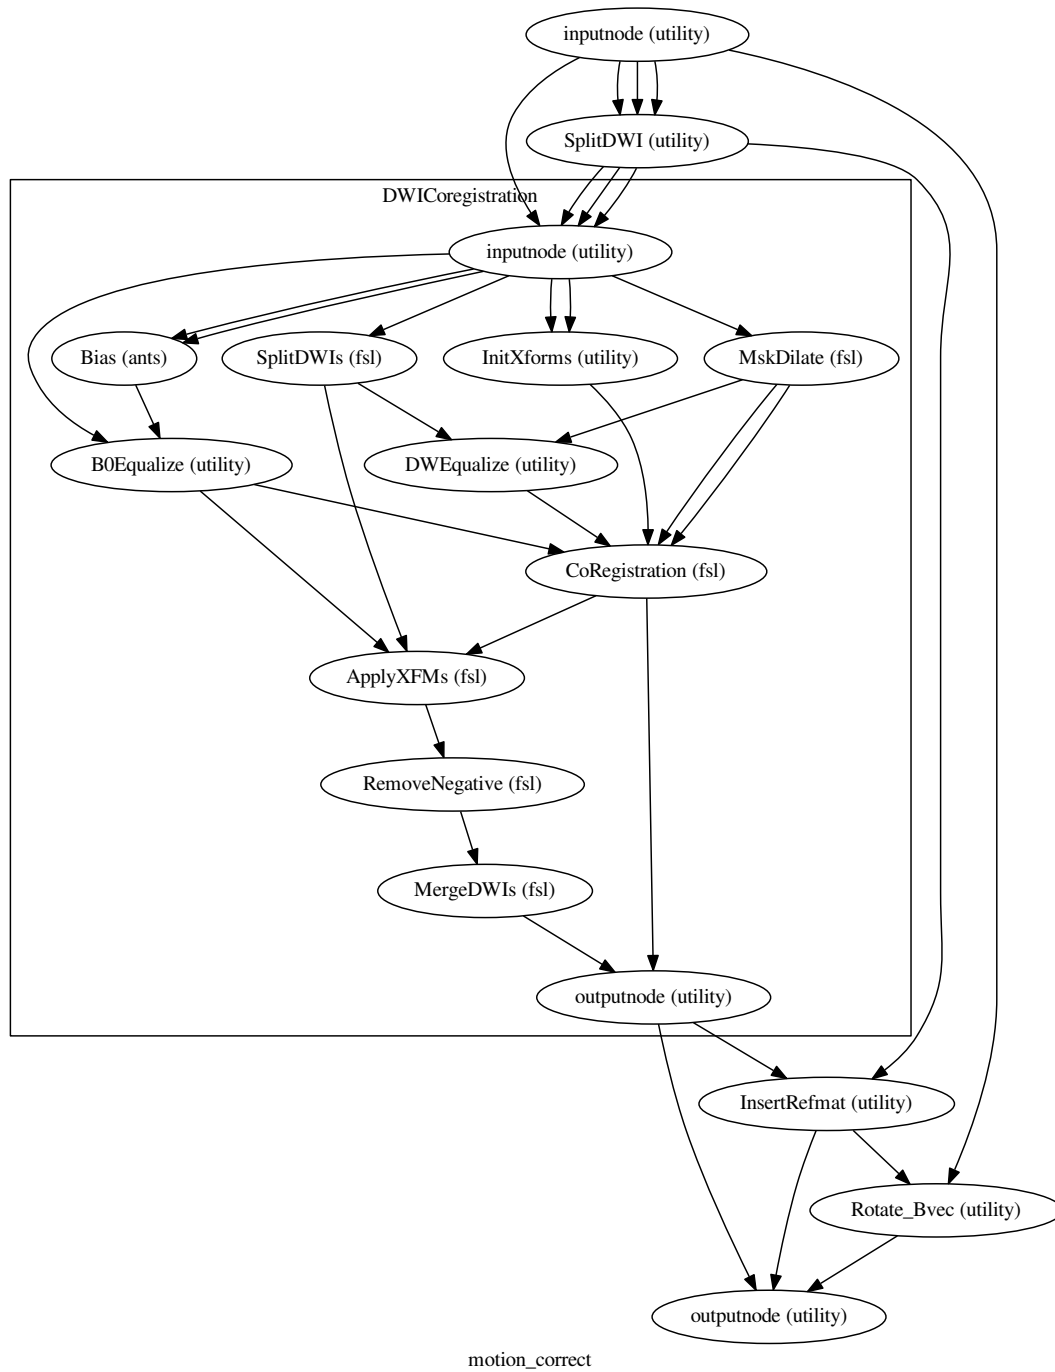 inputnode (utility)
SplitDWI (utility)
DWICoregistration
inputnode (utility)
Bias (ants)
SplitDWIs (fsl)
InitXforms (utility)
MskDilate (fsl)
B0Equalize (utility)
DWEqualize (utility)
CoRegistration (fsl)
ApplyXFMs (fsl)
RemoveNegative (fsl)
MergeDWIs (fsl)
outputnode (utility)
InsertRefmat (utility)
Rotate_Bvec (utility)
outputnode (utility)
motion_correct